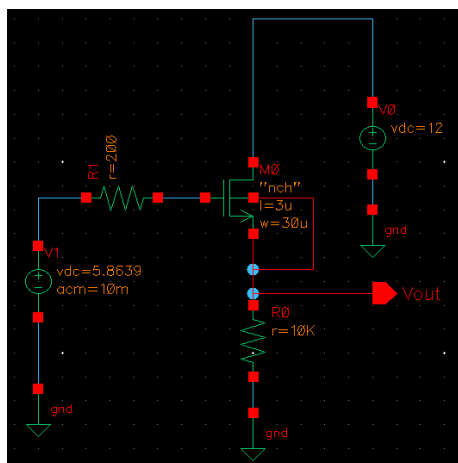 V0
vdc=12
gnd
R1
r=200
M0
"nch"
l=3u
w=30u
V1
vdc=5.8639
acm=10m
gnd
Vout
R0
r=10K
gnd